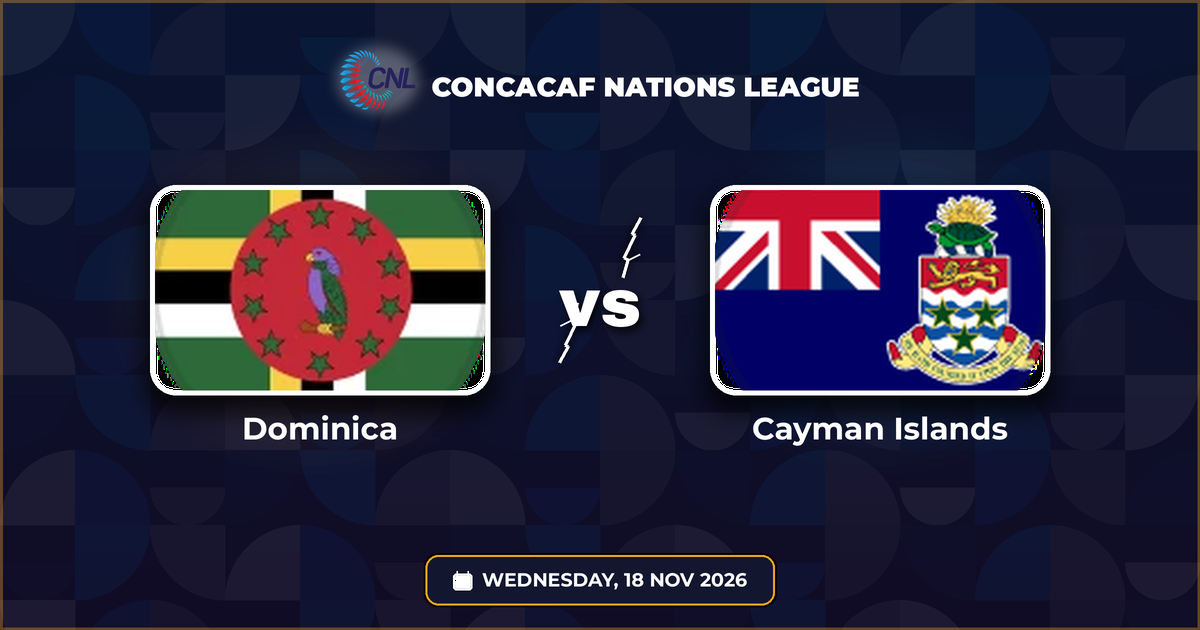 CNL
CONCACAF NATIONS LEAGUE
VS
Dominica
Cayman Islands
WEDNESDAY, 18 NOV 2026